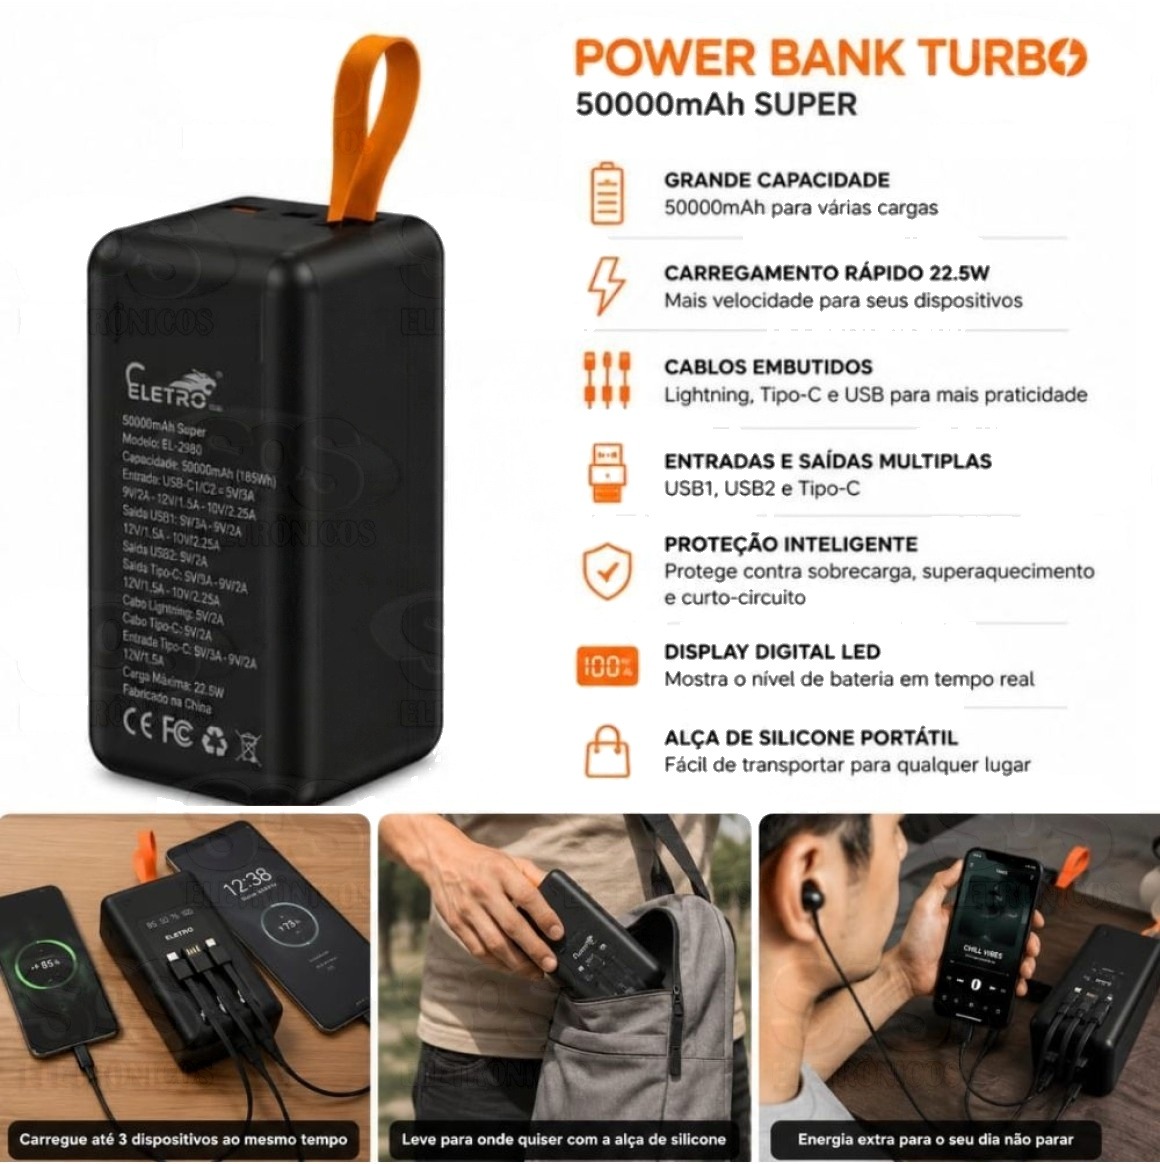 POWER BANK TURBO
50000mAh SUPER
GRANDE CAPACIDADE
50000mAh para várias cargas
CARREGAMENTO RÁPIDO 22.5W
Mais velocidade para seus dispositivos
CABLOS EMBUTIDOS
Lightning, Tipo-C e USB para mais praticidade
ENTRADAS E SAÍDAS MULTIPLAS
USB1, USB2 e Tipo-C
PROTEÇÃO INTELIGENTE
Protege contra sobrecarga, superaquecimento
e curto-circuito
100%
DISPLAY DIGITAL LED
Mostra o nível de bateria em tempo real
ALÇA DE SILICONE PORTÁTIL
Fácil de transportar para qualquer lugar
ELETRO
50000mAh Super
Modelo: EL-2980
Capacidade: 50000mAh (185Wh)
Entrada: USB-C1/C2 = 5V/3A
9V/2A - 12V/1.5A - 10V/2.25A
Saída USB1: 5V/3A - 9V/2A
12V/1.5A - 10V/2.25A
Saída USB2: 5V/2A
Saída Tipo-C: 5V/3A - 9V/2A
12V/1.5A - 10V/2.25A
Cabo Lightning: 5V/2A
Cabo Tipo-C: 5V/2A
Entrade Tipo-C: 5V/3A - 9V/2A
12V/1.5A
Carga Máxima: 22.5W
Fabricado na China
CE FC
ELETRÔNICOS
85%
ELETRO
12:38
73%
Carregue até 3 dispositivos ao mesmo tempo
Leve para onde quiser com a alça de silicone
CHILL VIBES
Energia extra para o seu dia não parar